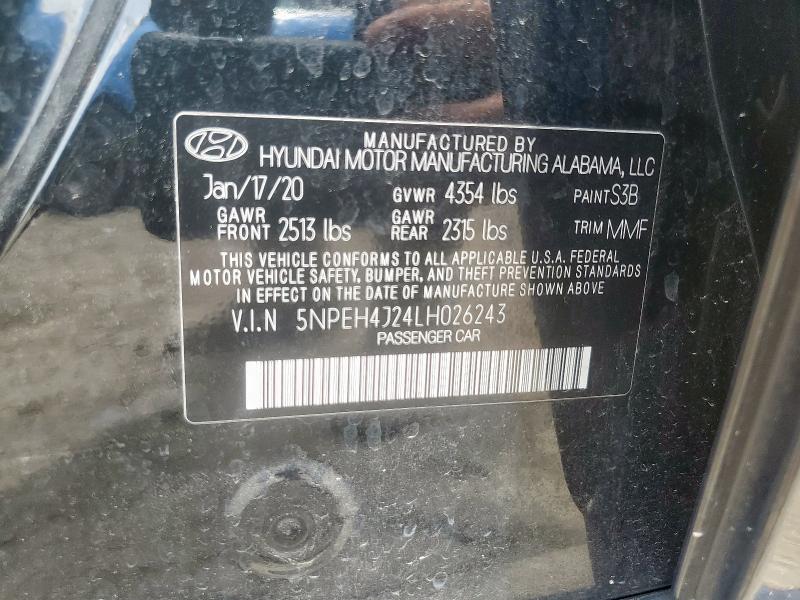 MANUFACTURED BY
HYUNDAI MOTOR MANUFACTURING ALABAMA, LLC
Jan/17/20 GVWR 4354 lbs PAINT S3B
GAWR FRONT 2513 lbs GAWR REAR 2315 lbs TRIM MMF
THIS VEHICLE CONFORMS TO ALL APPLICABLE U.S.A. FEDERAL
MOTOR VEHICLE SAFETY, BUMPER, AND THEFT PREVENTION STANDARDS
IN EFFECT ON THE DATE OF MANUFACTURE SHOWN ABOVE
V.I.N 5NPEH4J24LH026243
PASSENGER CAR